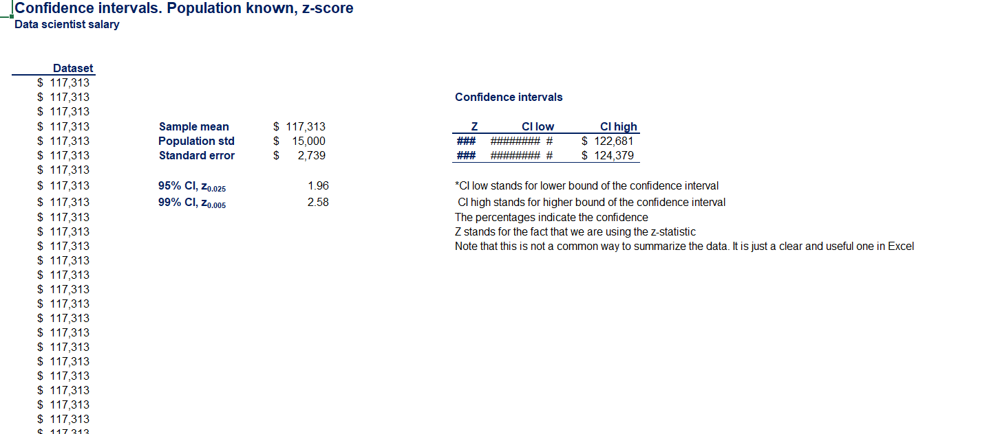 Confidence intervals. Population known, z-score
Data scientist salary
Dataset
$ 117,313
$ 117,313
Confidence intervals
$ 117,313
$ 117,313 Sample mean $ 117,313 Z CI low CI high
$ 117,313 Population std $ 15,000 ### ######## # $ 122,681
$ 117,313 Standard error $ 2,739 ### ######## # $ 124,379
$ 117,313
$ 117,313 95% CI, z0.025 1.96 *CI low stands for lower bound of the confidence interval
$ 117,313 99% CI, z0.005 2.58 CI high stands for higher bound of the confidence interval
$ 117,313 The percentages indicate the confidence
$ 117,313 Z stands for the fact that we are using the z-statistic
$ 117,313 Note that this is not a common way to summarize the data. It is just a clear and useful one in Excel
$ 117,313
$ 117,313
$ 117,313
$ 117,313
$ 117,313
$ 117,313
$ 117,313
$ 117,313
$ 117,313
$ 117,313
$ 117,313
$ 117,313
$ 117,313